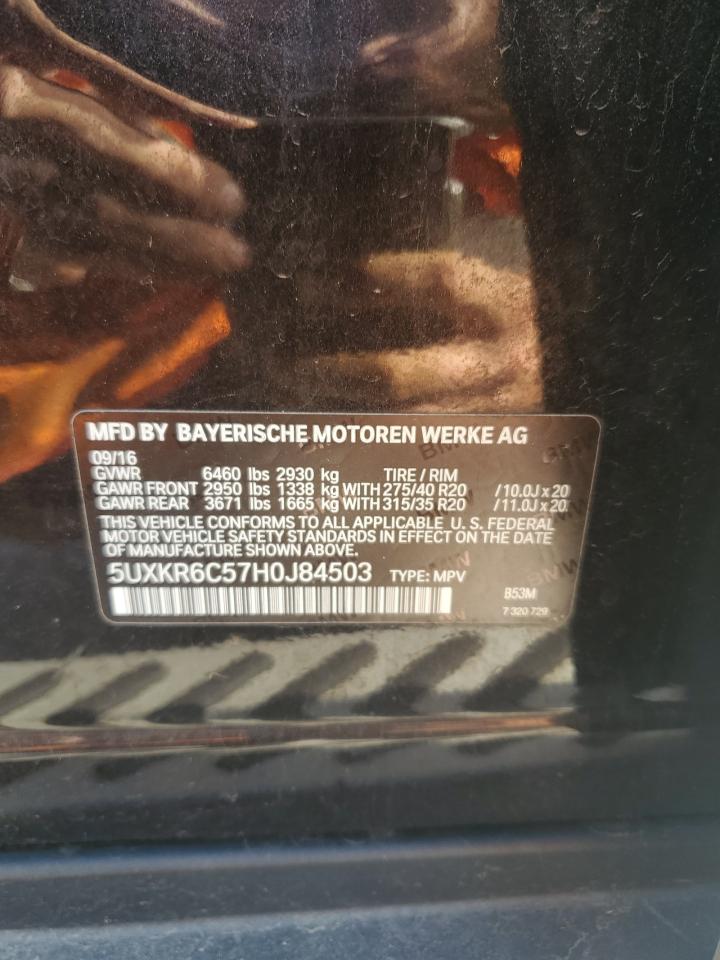 MFD BY BAYERISCHE MOTOREN WERKE AG
09/16
GVWR 6460 lbs 2930 kg TIRE / RIM
GAWR FRONT 2950 lbs 1338 kg WITH 275/40 R20 /10.0J x 20
GAWR REAR 3671 lbs 1665 kg WITH 315/35 R20 /11.0J x 20
THIS VEHICLE CONFORMS TO ALL APPLICABLE U. S. FEDERAL
MOTOR VEHICLE SAFETY STANDARDS IN EFFECT ON THE DATE
OF MANUFACTURE SHOWN ABOVE.
5UXKR6C57H0J84503 TYPE: MPV
B53M
7 320 729